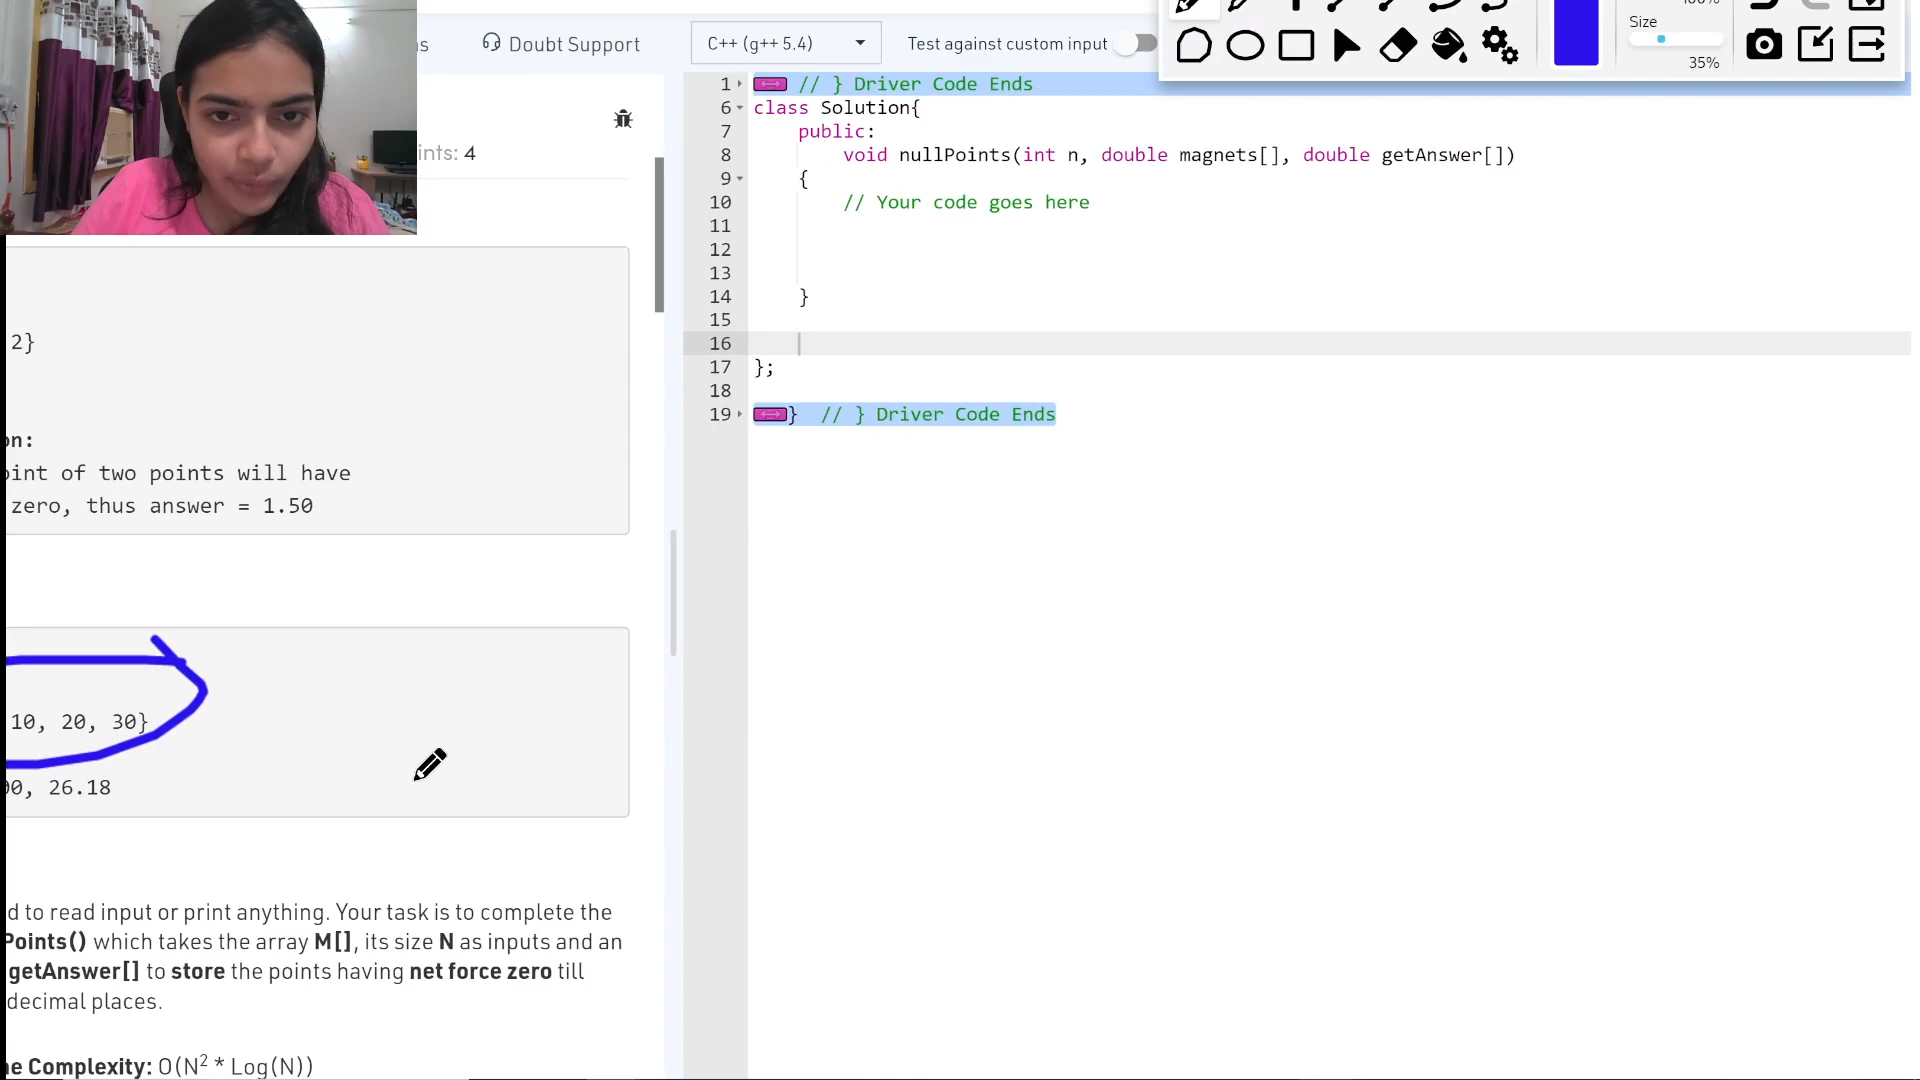 Doubt Support
C++ (g++ 5.4)
Test against custom input
Size
35%
ints: 4
2}
on:
oint of two points will have
zero, thus answer = 1.50
10, 20, 30}
00, 26.18
d to read input or print anything. Your task is to complete the
Points() which takes the array M[], its size N as inputs and an
getAnswer[] to store the points having net force zero till
decimal places.
ne Complexity: O(N² * Log(N))
1 // } Driver Code Ends
6 class Solution{
7 public:
8 void nullPoints(int n, double magnets[], double getAnswer[])
9 {
10 // Your code goes here
11
12
13
14 }
15
16
17 };
18
19 } // } Driver Code Ends